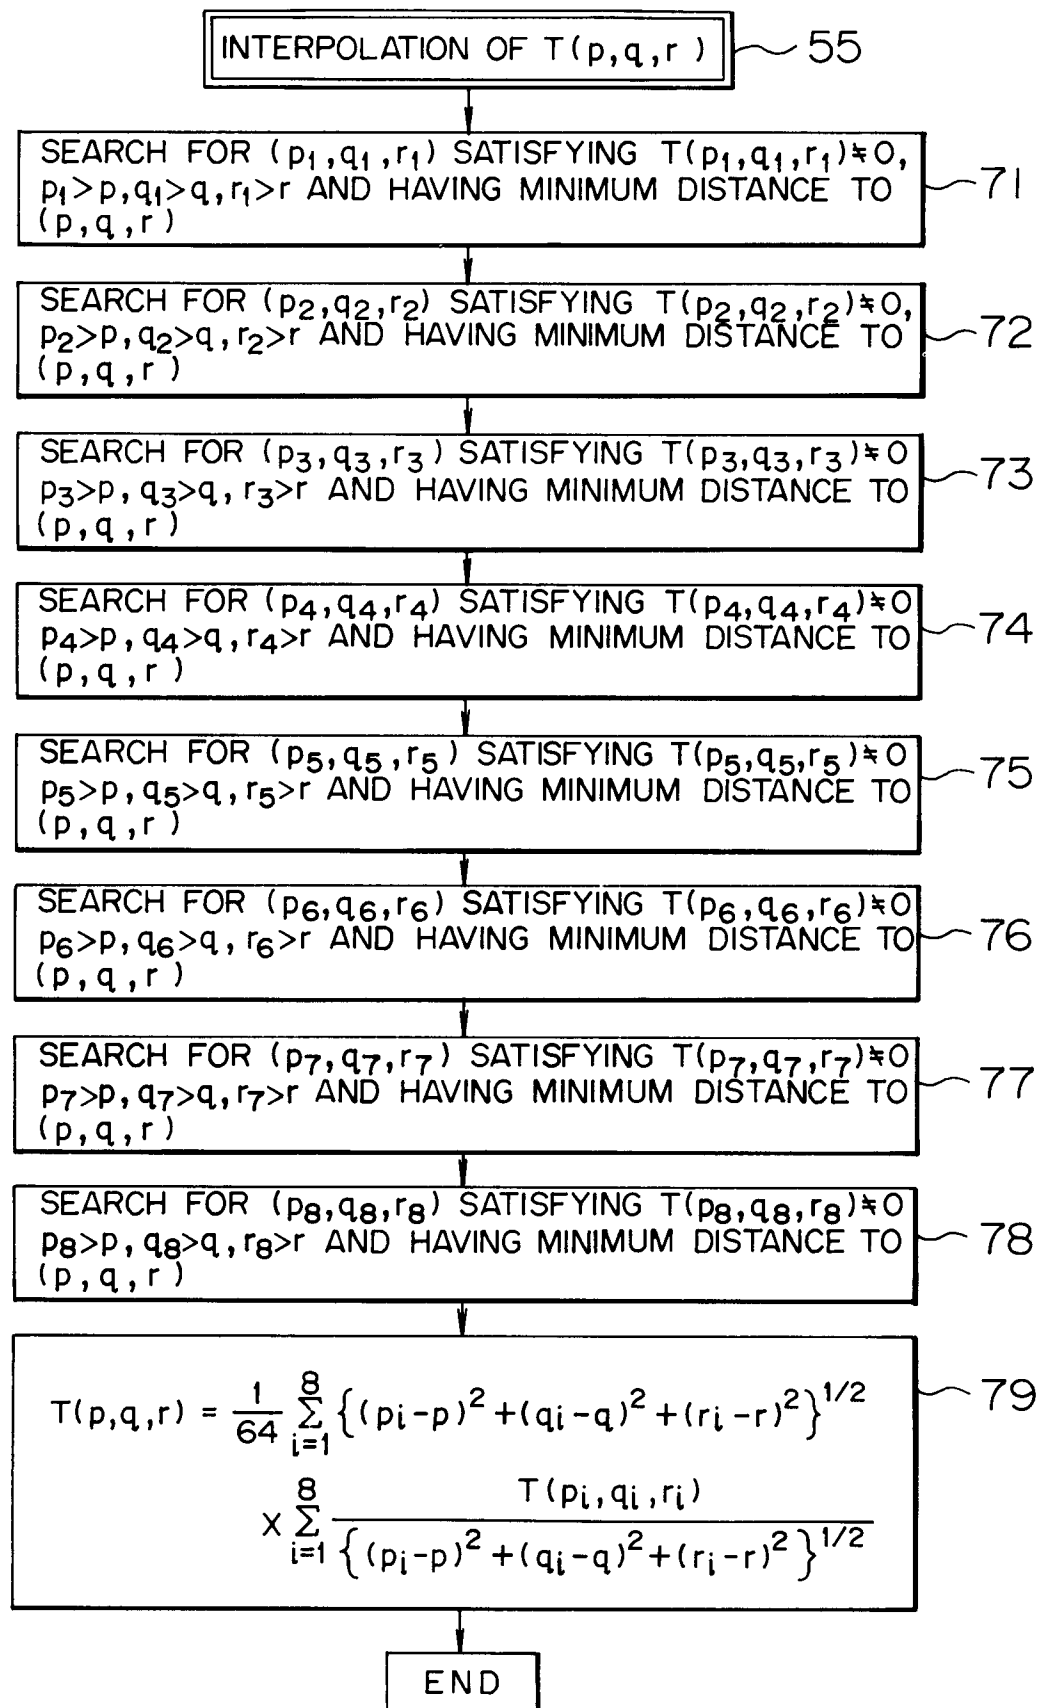 INTERPOLATION OF T(p,q,r) 55
SEARCH FOR (p₁,q₁,r₁) SATISFYING T(p₁,q₁,r₁)≒0,
p₁>p,q₁>q,r₁>r AND HAVING MINIMUM DISTANCE TO 71
(p,q,r)
SEARCH FOR (p₂,q₂,r₂) SATISFYING T(p₂,q₂,r₂)≒0,
p₂>p,q₂>q,r₂>r AND HAVING MINIMUM DISTANCE TO 72
(p,q,r)
SEARCH FOR (p₃,q₃,r₃) SATISFYING T(p₃,q₃,r₃)≒0
p₃>p,q₃>q,r₃>r AND HAVING MINIMUM DISTANCE TO 73
(p,q,r)
SEARCH FOR (p₄,q₄,r₄) SATISFYING T(p₄,q₄,r₄)≒0
p₄>p,q₄>q,r₄>r AND HAVING MINIMUM DISTANCE TO 74
(p,q,r)
SEARCH FOR (p₅,q₅,r₅) SATISFYING T(p₅,q₅,r₅)≒0
p₅>p,q₅>q,r₅>r AND HAVING MINIMUM DISTANCE TO 75
(p,q,r)
SEARCH FOR (p₆,q₆,r₆) SATISFYING T(p₆,q₆,r₆)≒0
p₆>p,q₆>q,r₆>r AND HAVING MINIMUM DISTANCE TO 76
(p,q,r)
SEARCH FOR (p₇,q₇,r₇) SATISFYING T(p₇,q₇,r₇)≒0
p₇>p,q₇>q,r₇>r AND HAVING MINIMUM DISTANCE TO 77
(p,q,r)
SEARCH FOR (p₈,q₈,r₈) SATISFYING T(p₈,q₈,r₈)≒0
p₈>p,q₈>q,r₈>r AND HAVING MINIMUM DISTANCE TO 78
(p,q,r)
T(p,q,r) = 1/64 Σ_{i=1}^{8} {(pᵢ-p)²+(qᵢ-q)²+(rᵢ-r)²}^{1/2} 79
× Σ_{i=1}^{8} T(pᵢ,qᵢ,rᵢ) / {(pᵢ-p)²+(qᵢ-q)²+(rᵢ-r)²}^{1/2}
END